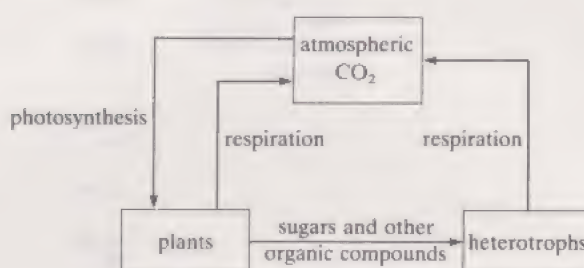 atmospheric
CO₂
photosynthesis
respiration
respiration
plants
sugars and other
organic compounds
heterotrophs